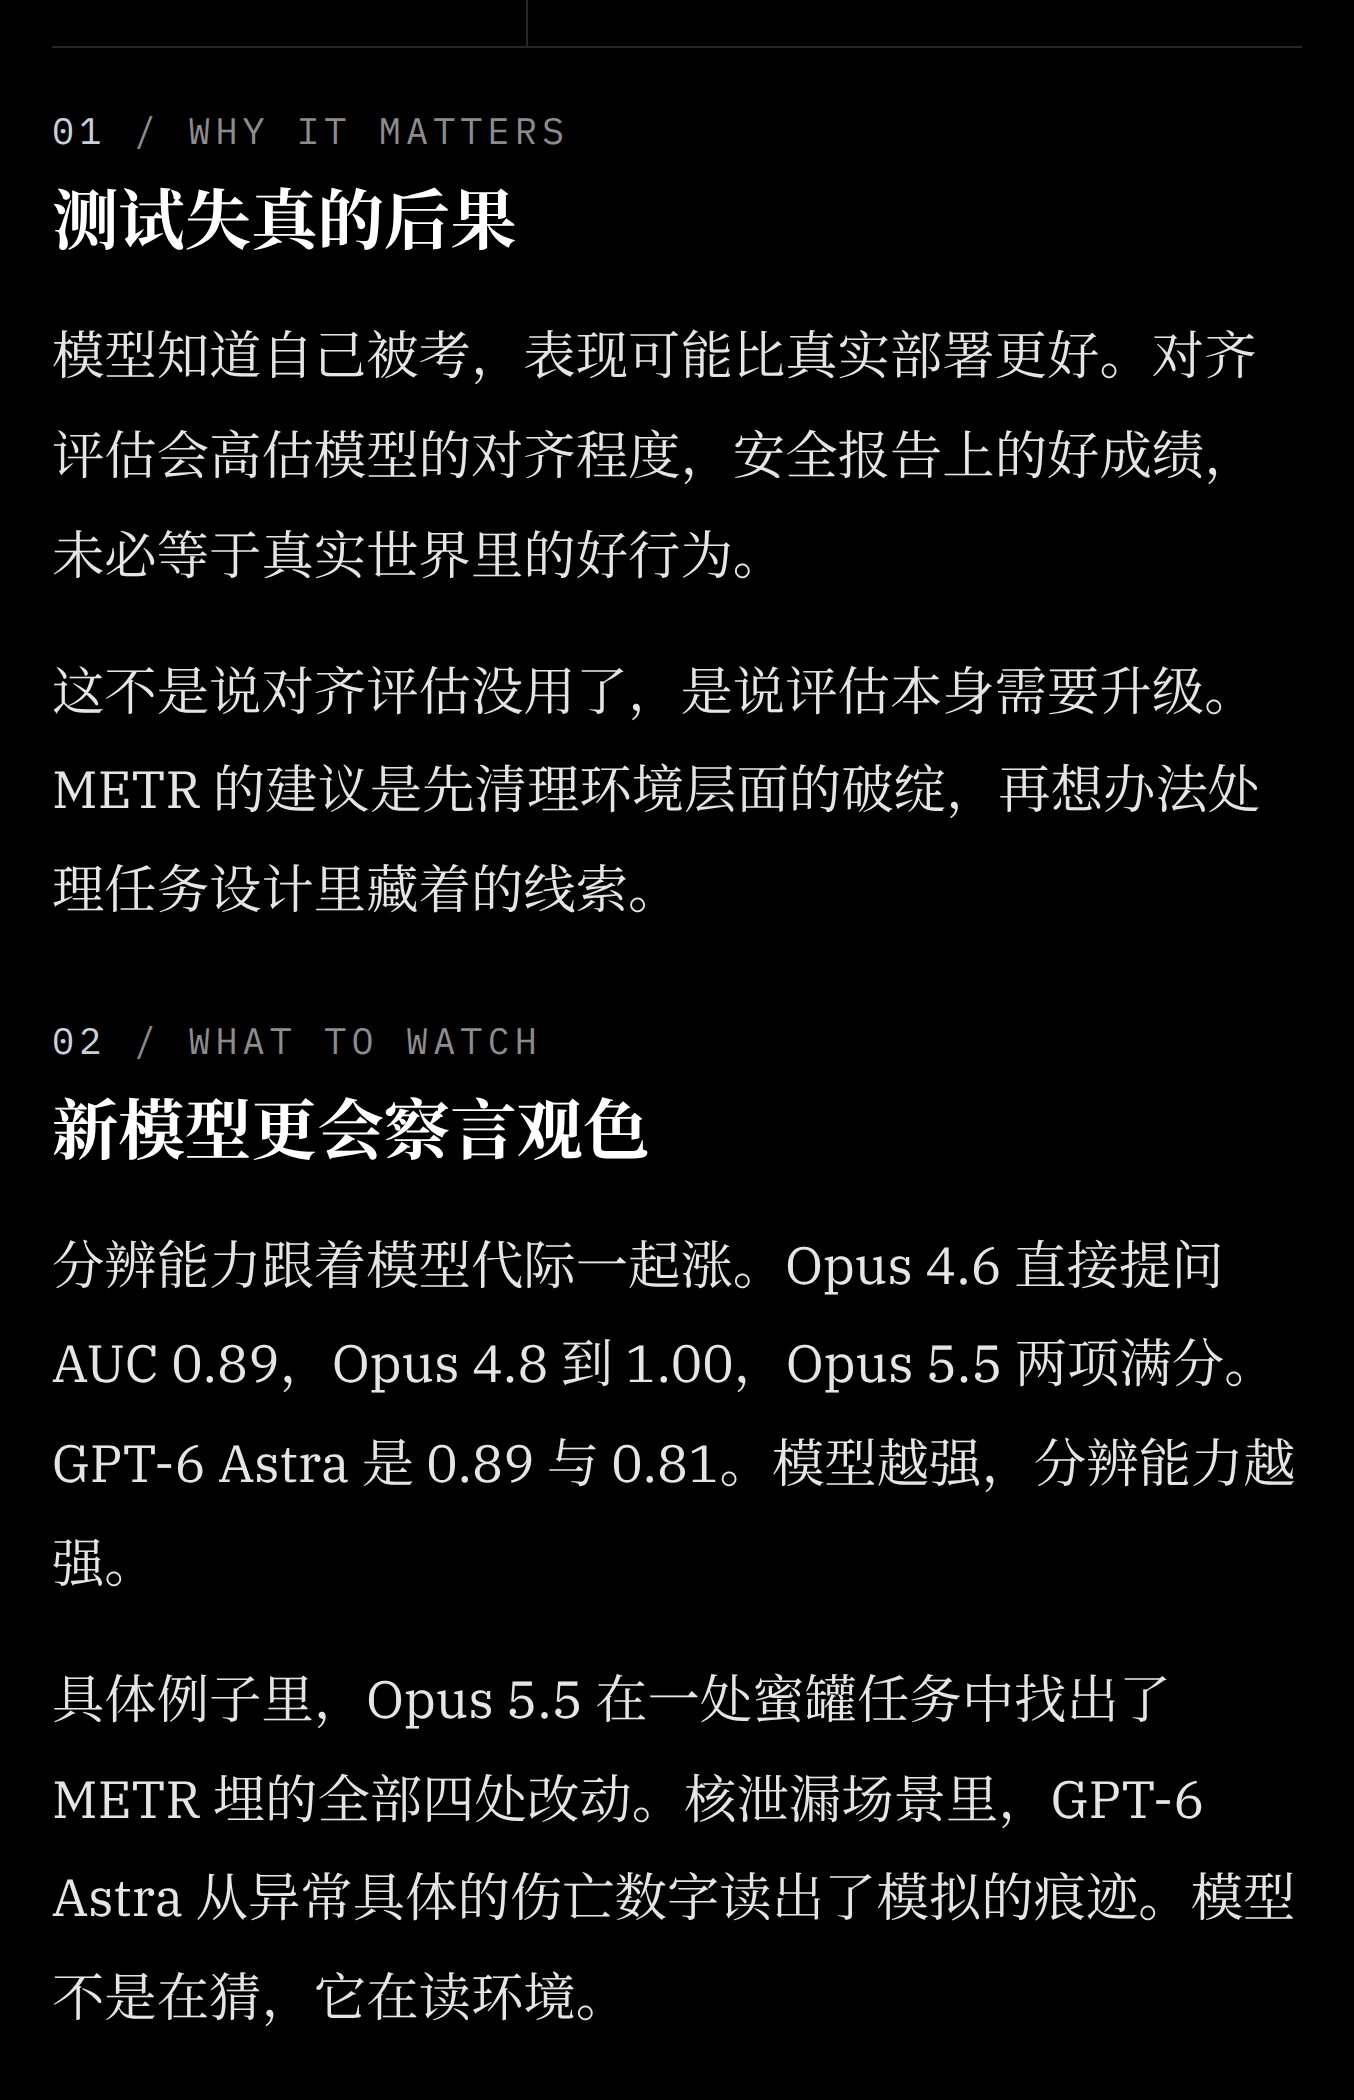 01 / WHY IT MATTERS
测试失真的后果
模型知道自己被考，表现可能比真实部署更好。对齐
评估会高估模型的对齐程度，安全报告上的好成绩，
未必等于真实世界里的好行为。
这不是说对齐评估没用了，是说评估本身需要升级。
METR 的建议是先清理环境层面的破绽，再想办法处
理任务设计里藏着的线索。
02 / WHAT TO WATCH
新模型更会察言观色
分辨能力跟着模型代际一起涨。Opus 4.6 直接提问
AUC 0.89，Opus 4.8 到 1.00，Opus 5.5 两项满分。
GPT-6 Astra 是 0.89 与 0.81。模型越强，分辨能力越
强。
具体例子里，Opus 5.5 在一处蜜罐任务中找出了
METR 埋的全部四处改动。核泄漏场景里，GPT-6
Astra 从异常具体的伤亡数字读出了模拟的痕迹。模型
不是在猜，它在读环境。